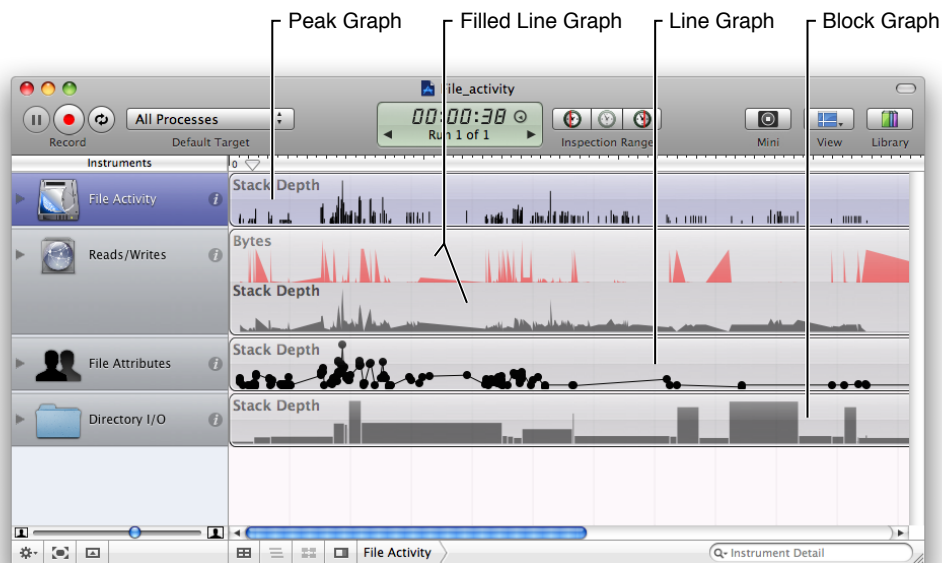 Peak Graph
Filled Line Graph
Line Graph
Block Graph
File_activity
All Processes
00:00:38
Run 1 of 1
Record
Default Target
Inspection Range
Mini
View
Library
Instruments
0
File Activity
Stack Depth
Reads/Writes
Bytes
Stack Depth
File Attributes
Stack Depth
Directory I/O
Stack Depth
File Activity
Instrument Detail